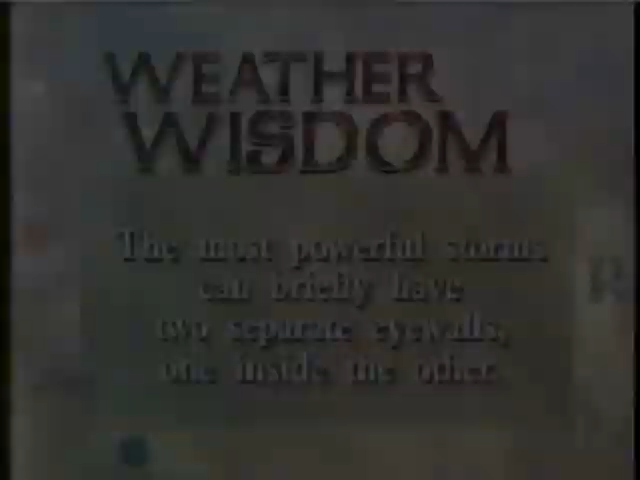 WEATHER
WISDOM
The most powerful storms
can briefly have
two separate eyewalls,
one inside the other.